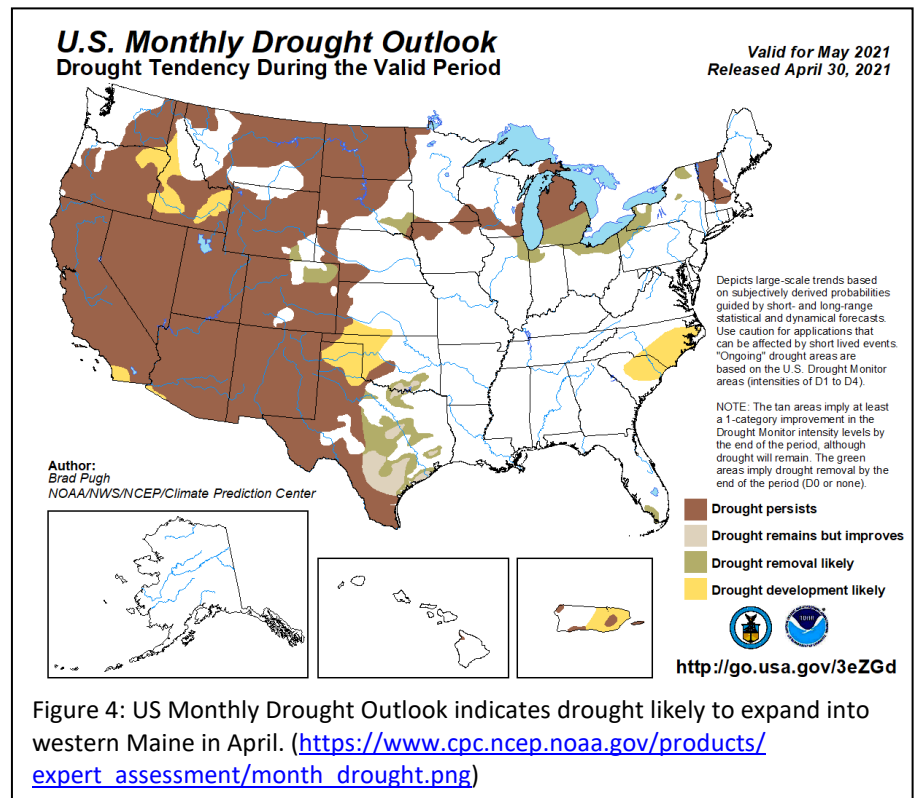 U.S. Monthly Drought Outlook
Drought Tendency During the Valid Period
Valid for May 2021
Released April 30, 2021
Depicts large-scale trends based
on subjectively derived probabilities
guided by short- and long-range
statistical and dynamical forecasts.
Use caution for applications that
can be affected by short lived events.
"Ongoing" drought areas are
based on the U.S. Drought Monitor
areas (intensities of D1 to D4).
NOTE: The tan areas imply at least
a 1-category improvement in the
Drought Monitor intensity levels by
the end of the period, although
drought will remain. The green
areas imply drought removal by the
end of the period (D0 or none).
Author:
Brad Pugh
NOAA/NWS/NCEP/Climate Prediction Center
Drought persists
Drought remains but improves
Drought removal likely
Drought development likely
http://go.usa.gov/3eZGd
Figure 4: US Monthly Drought Outlook indicates drought likely to expand into
western Maine in April. (https://www.cpc.ncep.noaa.gov/products/
expert_assessment/month_drought.png)